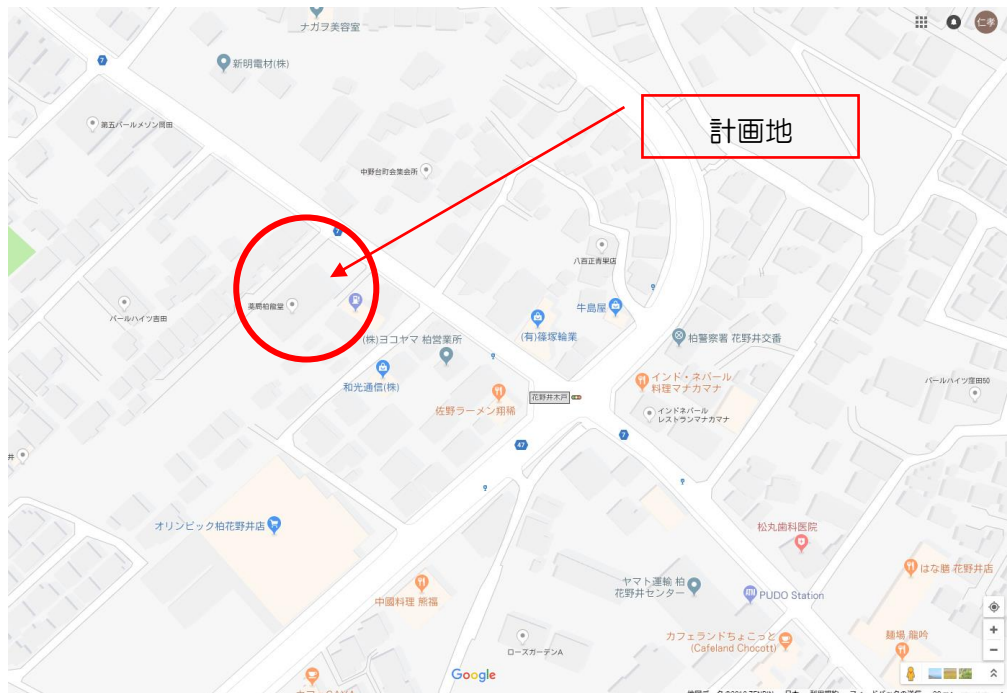 ナガヲ美容室
仁孝
7
新明電材(株)
計画地
第五パールメゾン岡田
中野台町会集会所
八百正青果店
7
薬局柏龍堂
パールハイツ吉田
牛島屋
(有)篠塚輪業
(株)ヨコヤマ 柏営業所
柏警察署 花野井交番
和光通信(株)
インド・ネパール
料理マナカマナ
パールハイツ窪田50
佐野ラーメン翔稀
花野井木戸
インドネパール
レストランマナカマナ
47
7
井
オリンピック柏花野井店
松丸歯科医院
はな膳 花野井店
ヤマト運輸 柏
花野井センター
PUDO Station
中國料理 熊福
カフェランドちょこっと
(Cafeland Chocott)
麺場 龍吟
ローズガーデンA
Google